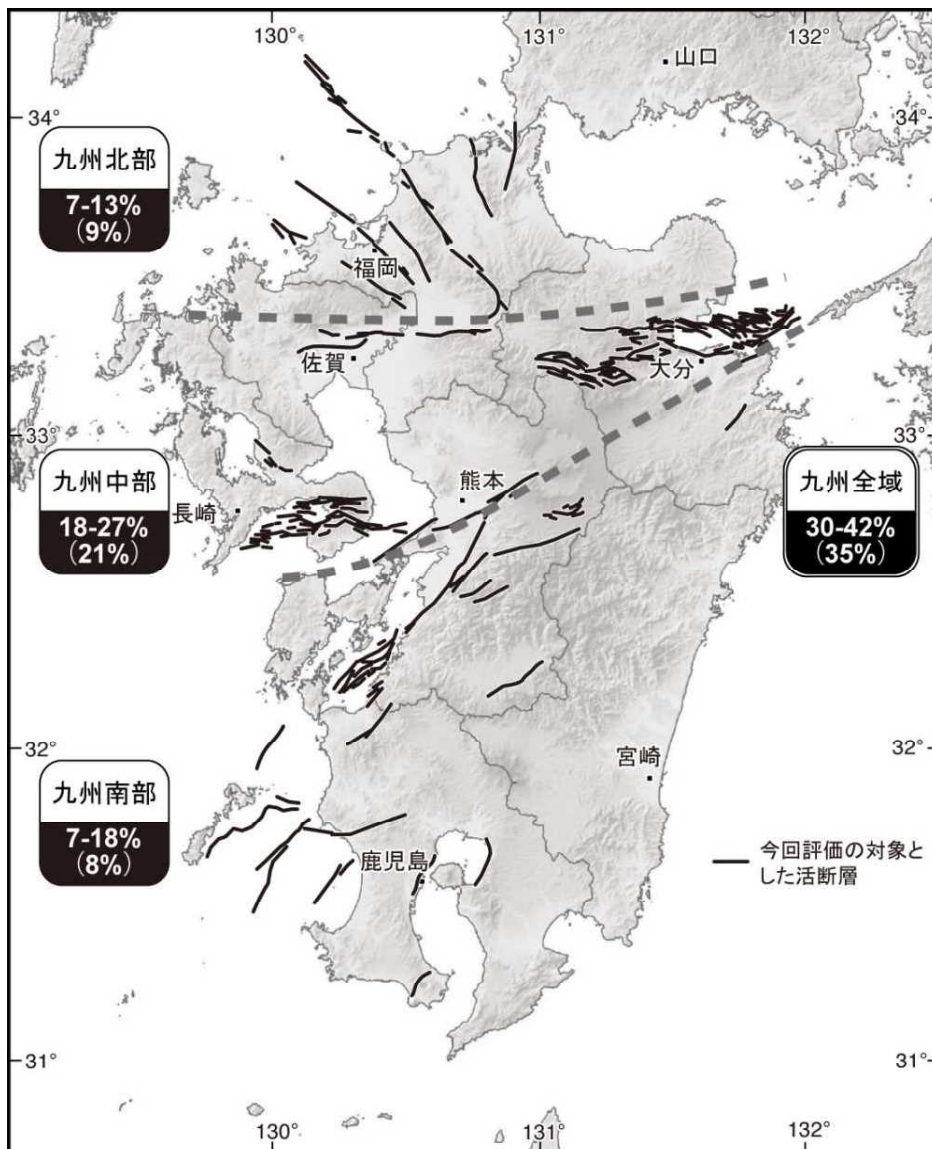 130°
131°
132°
山口
34°
34°
九州北部
7-13%
(9%)
福岡
佐賀
大分
33°
33°
九州中部
18-27%
(21%)
長崎
熊本
九州全域
30-42%
(35%)
32°
32°
宮崎
九州南部
7-18%
(8%)
鹿児島
今回評価の対象と
した活断層
31°
31°
130°
131°
132°